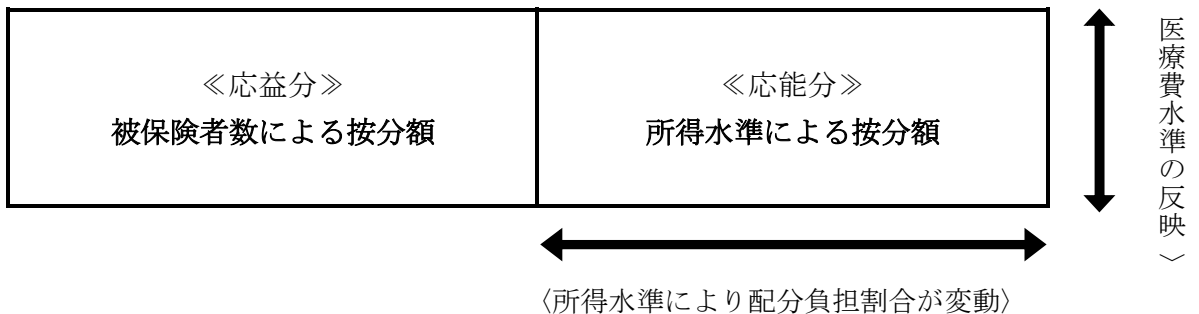 ≪応益分≫
被保険者数による按分額
≪応能分≫
所得水準による按分額
医療費水準の反映〉
〈所得水準により配分負担割合が変動〉